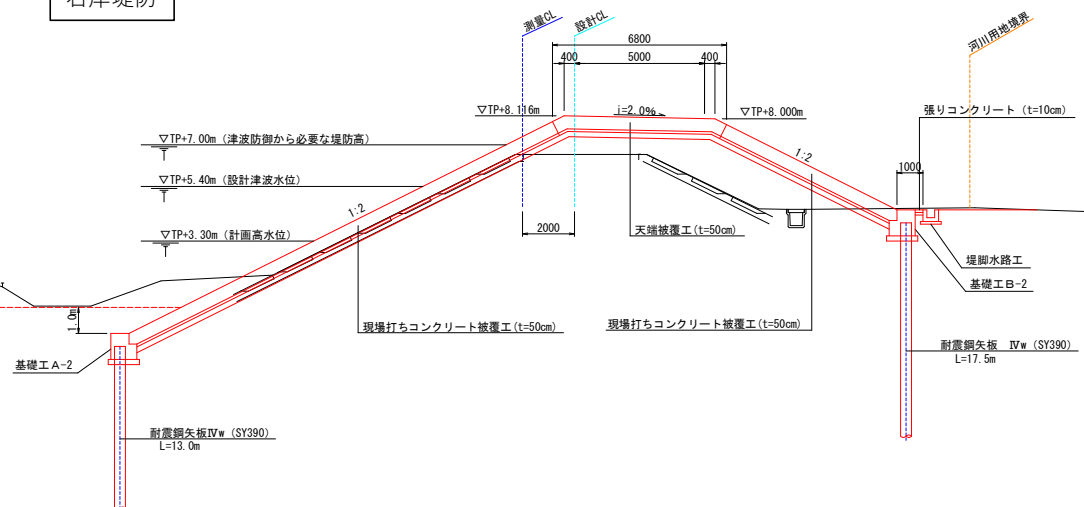 右岸堤防
測量CL
設計CL
河川用地境界
6800
400
5000
400
▽TP+8.116m
i=2.0%
▽TP+8.000m
張りコンクリート (t=10cm)
▽TP+7.00m (津波防御から必要な堤防高)
1:2
1000
▽TP+5.40m (設計津波水位)
1:2
2000
天端被覆工(t=50cm)
▽TP+3.30m (計画高水位)
堤脚水路工
基礎工B-2
1.0m
現場打ちコンクリート被覆工(t=50cm)
現場打ちコンクリート被覆工(t=50cm)
基礎工A-2
耐震鋼矢板 Ⅳw (SY390)
L=17.5m
耐震鋼矢板Ⅳw (SY390)
L=13.0m